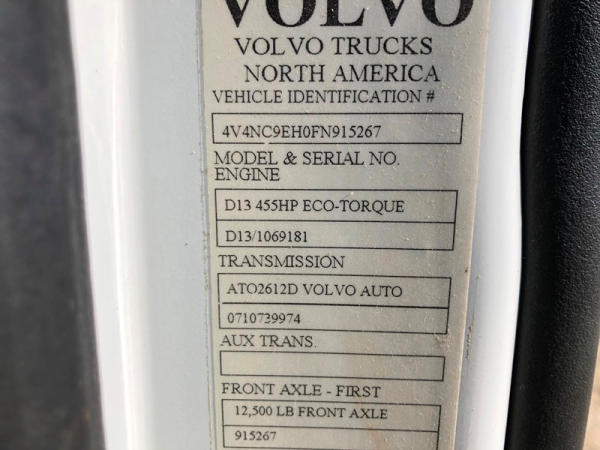 VOLVO
VOLVO TRUCKS
NORTH AMERICA
VEHICLE IDENTIFICATION #
4V4NC9EH0FN915267
MODEL & SERIAL NO.
ENGINE
D13 455HP ECO-TORQUE
D13/1069181
TRANSMISSION
ATO2612D VOLVO AUTO
0710739974
AUX TRANS.
FRONT AXLE - FIRST
12,500 LB FRONT AXLE
915267